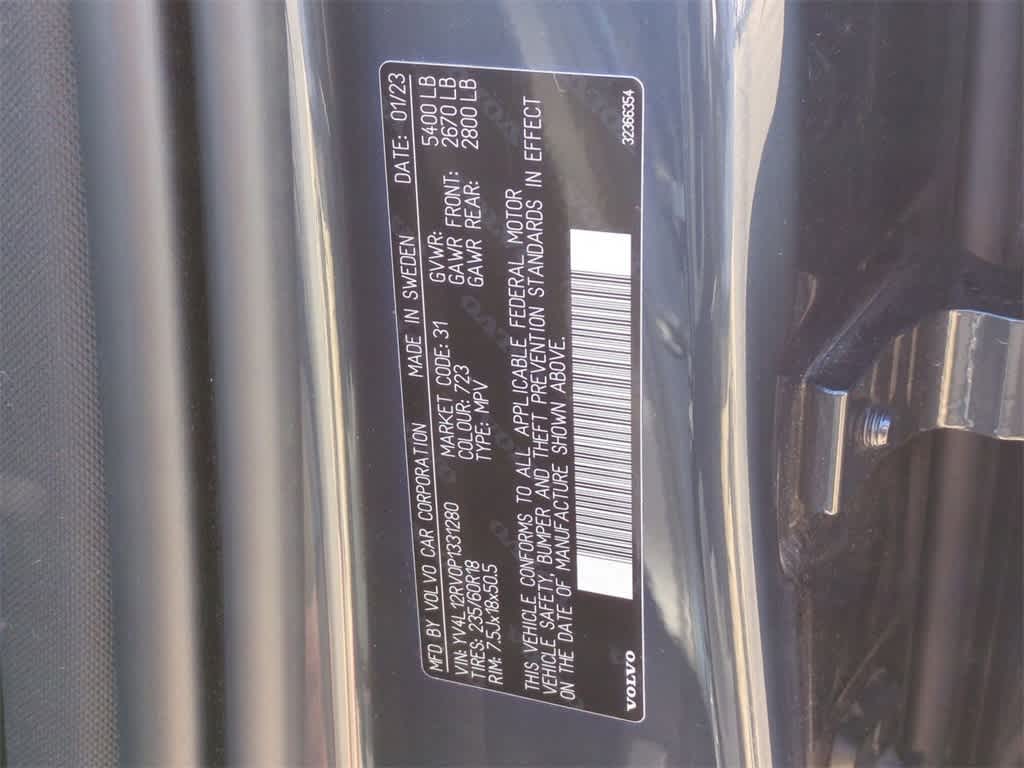 MFD BY VOLVO CAR CORPORATION MADE IN SWEDEN DATE: 01/23
VIN: YV4L12RV0P1331280 MARKET CODE: 31 GVWR: 5400 LB
TIRES: 235/60R18 COLOUR: 723 GAWR FRONT: 2670 LB
RIM: 7.5Jx18x50.5 TYPE: MPV GAWR REAR: 2800 LB
THIS VEHICLE CONFORMS TO ALL APPLICABLE FEDERAL MOTOR
VEHICLE SAFETY, BUMPER AND THEFT PREVENTION STANDARDS IN EFFECT
ON THE DATE OF MANUFACTURE SHOWN ABOVE.
VOLVO 32365354